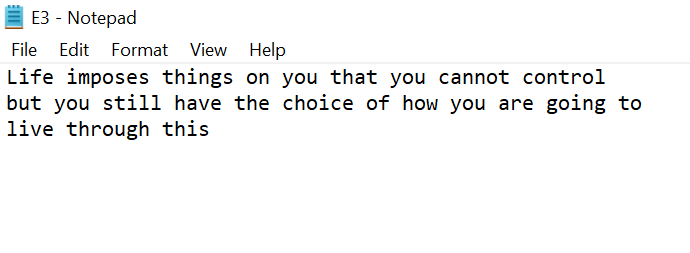 E3 - Notepad
File Edit Format View Help
Life imposes things on you that you cannot control
but you still have the choice of how you are going to
live through this